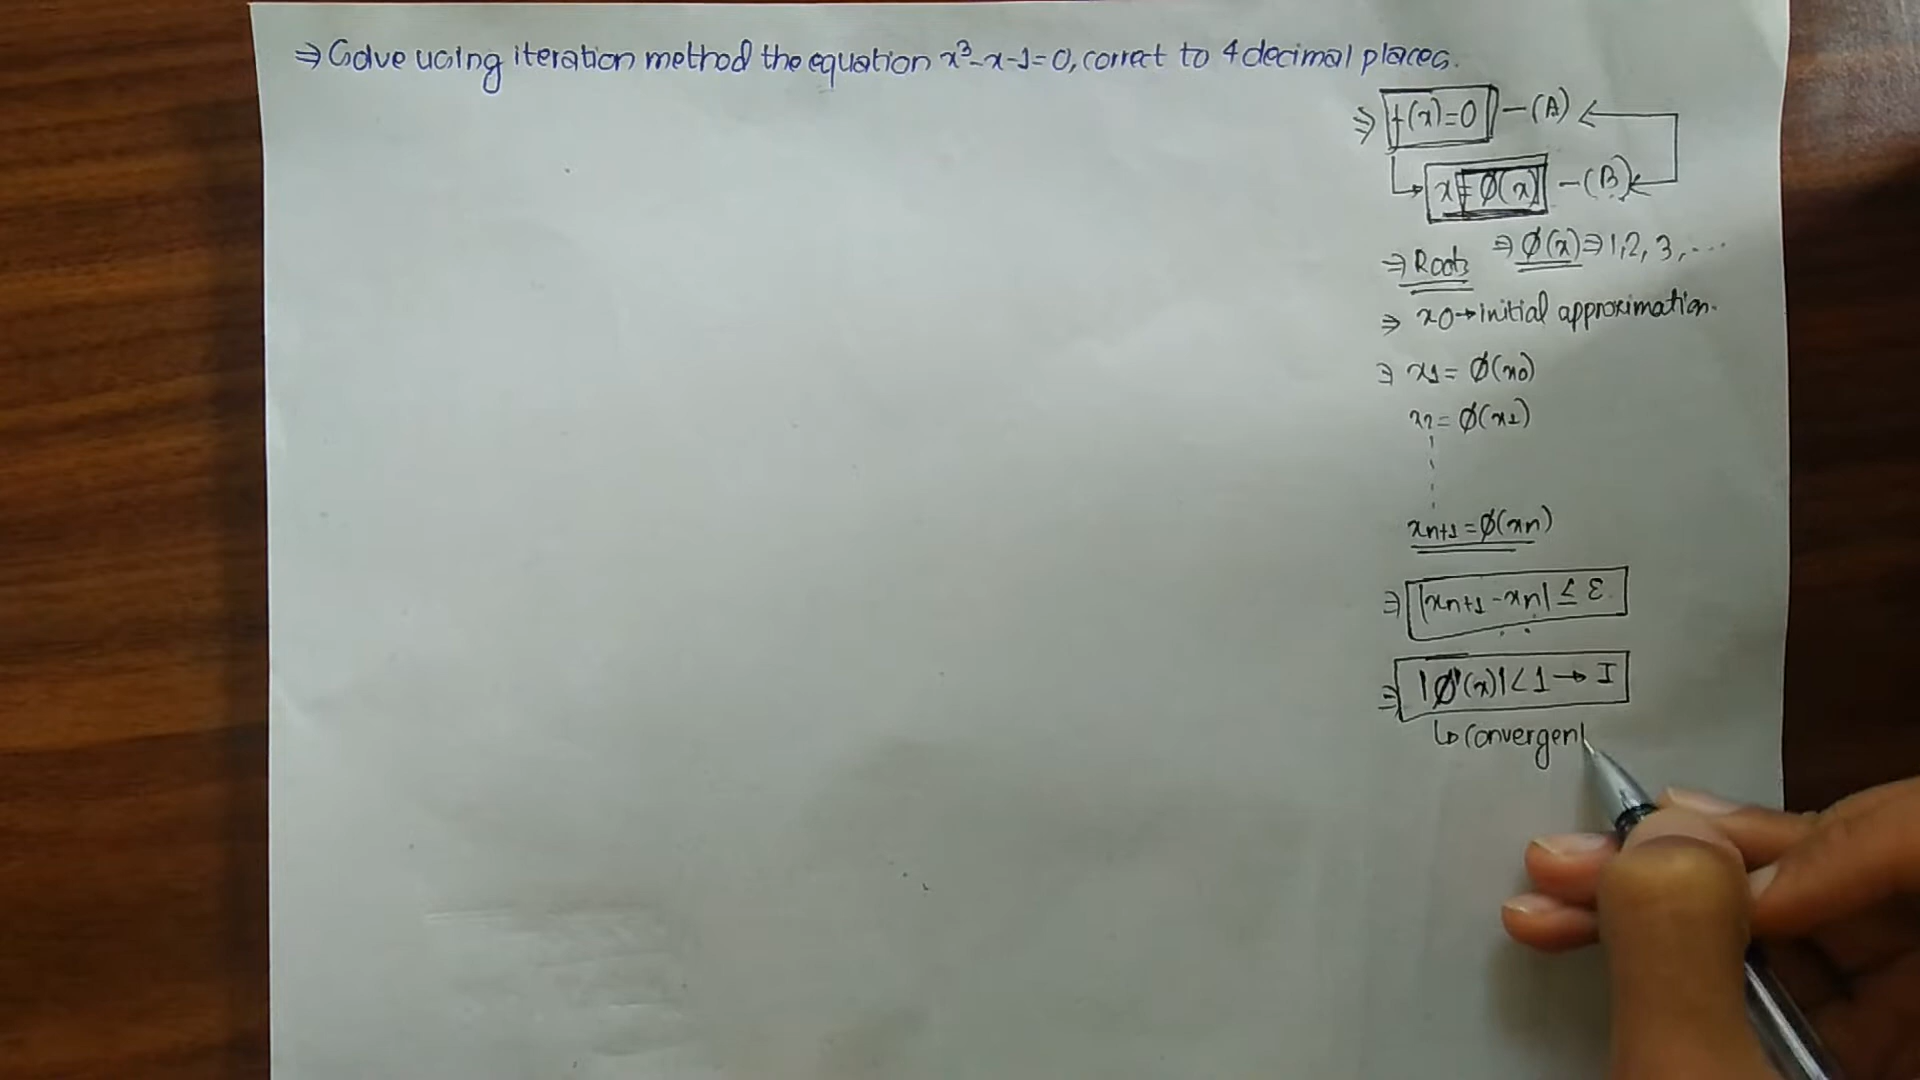 ⇒ Solve using iteration method the equation x³-x-1=0, correct to 4 decimal places.
⇒ f(x)=0 -(A)
x=Ø(x) -(B)
⇒ Roots ⇒ Ø(x)⇒1,2,3,...
⇒ x0→initial approximation.
⇒ x1= Ø(x0)
x2= Ø(x1)
xn+1=Ø(xn)
⇒ |xn+1-xn| ≤ ε.
⇒ |Ø'(x)|<1→I
↳ Convergent